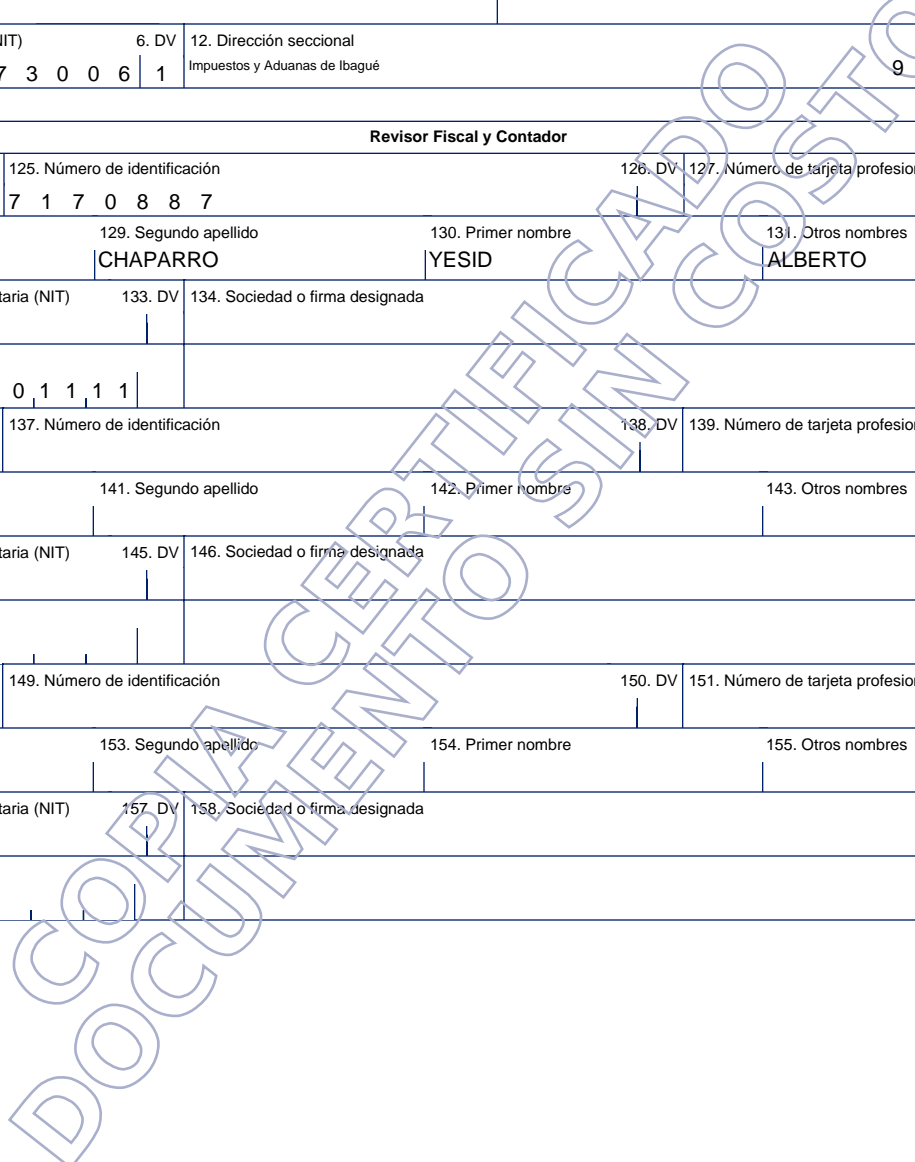 IT) 6. DV 12. Dirección seccional
7 3 0 0 6 1 Impuestos y Aduanas de Ibagué 9
Revisor Fiscal y Contador
125. Número de identificación 126. DV 127. Número de tarjeta profesion
7 1 7 0 8 8 7
129. Segundo apellido 130. Primer nombre 131. Otros nombres
CHAPARRO YESID ALBERTO
taria (NIT) 133. DV 134. Sociedad o firma designada
0 1 1 1 1
137. Número de identificación 138. DV 139. Número de tarjeta profesion
141. Segundo apellido 142. Primer nombre 143. Otros nombres
taria (NIT) 145. DV 146. Sociedad o firma designada
149. Número de identificación 150. DV 151. Número de tarjeta profesion
153. Segundo apellido 154. Primer nombre 155. Otros nombres
taria (NIT) 157. DV 158. Sociedad o firma designada
COPIA CERTIFICADO
DOCUMENTO SIN COSTO